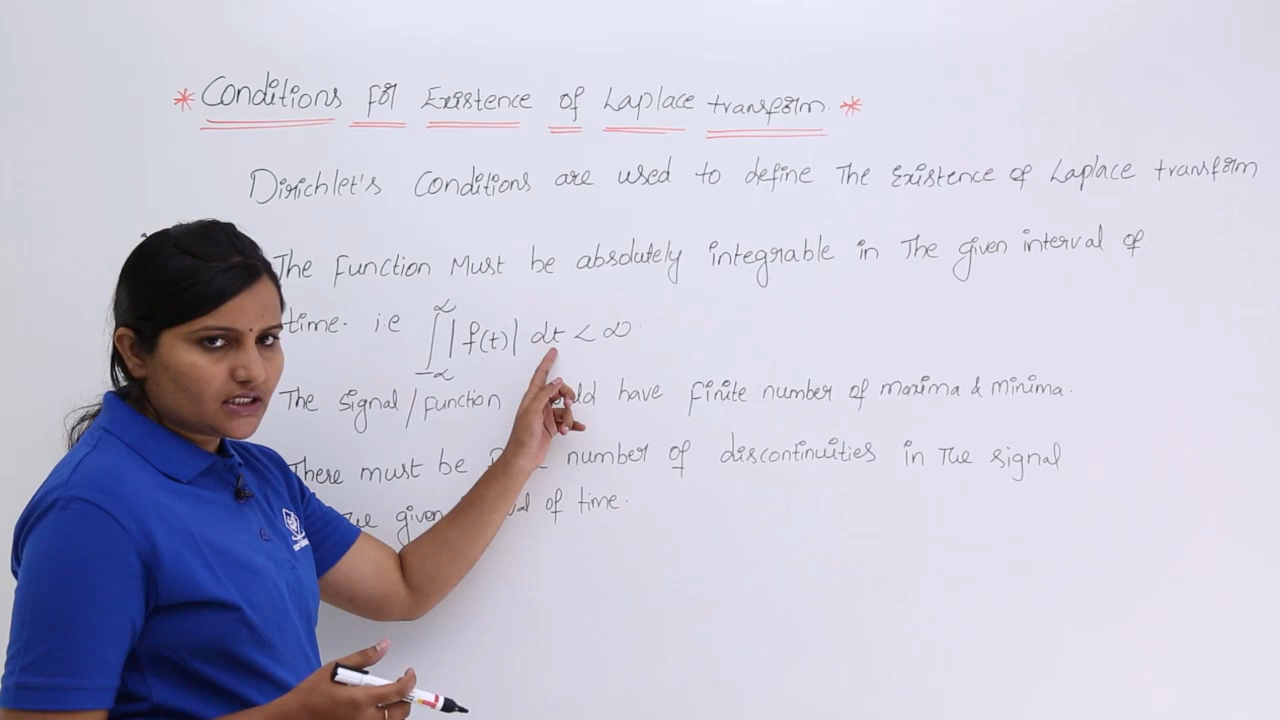 * Conditions for Existence of Laplace transform. *
Dirichlet's Conditions are used to define The Existence of Laplace transform
The function Must be absolutely integrable in The given interval of
time. i.e ∫_{-∞}^{∞} |f(t)| dt < ∞.
The signal/function have finite number of maxima & minima.
There must be number of discontinuities in The signal
The given of time.